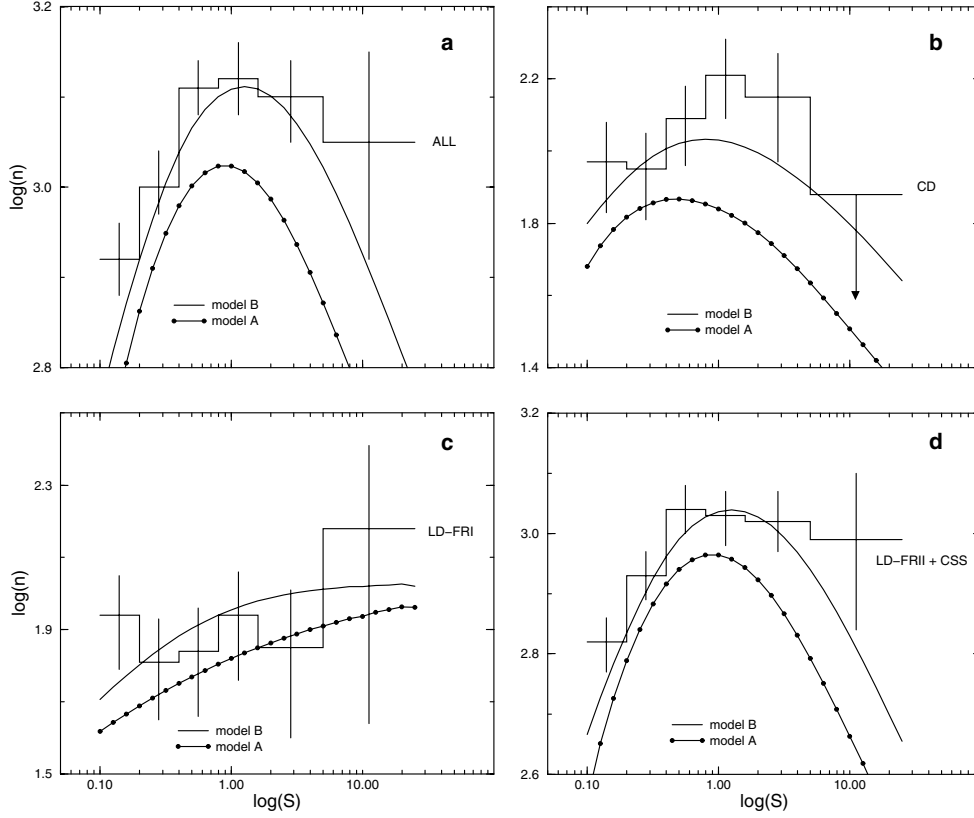 3.2
a
log(n)
3.0
ALL
model B
model A
2.8
b
2.2
1.8
CD
model B
model A
1.4
2.3
c
LD−FRI
log(n)
1.9
model B
model A
1.5
0.10 1.00 10.00
log(S)
3.2
d
3.0
LD−FRII + CSS
2.8
model B
model A
2.6
0.10 1.00 10.00
log(S)